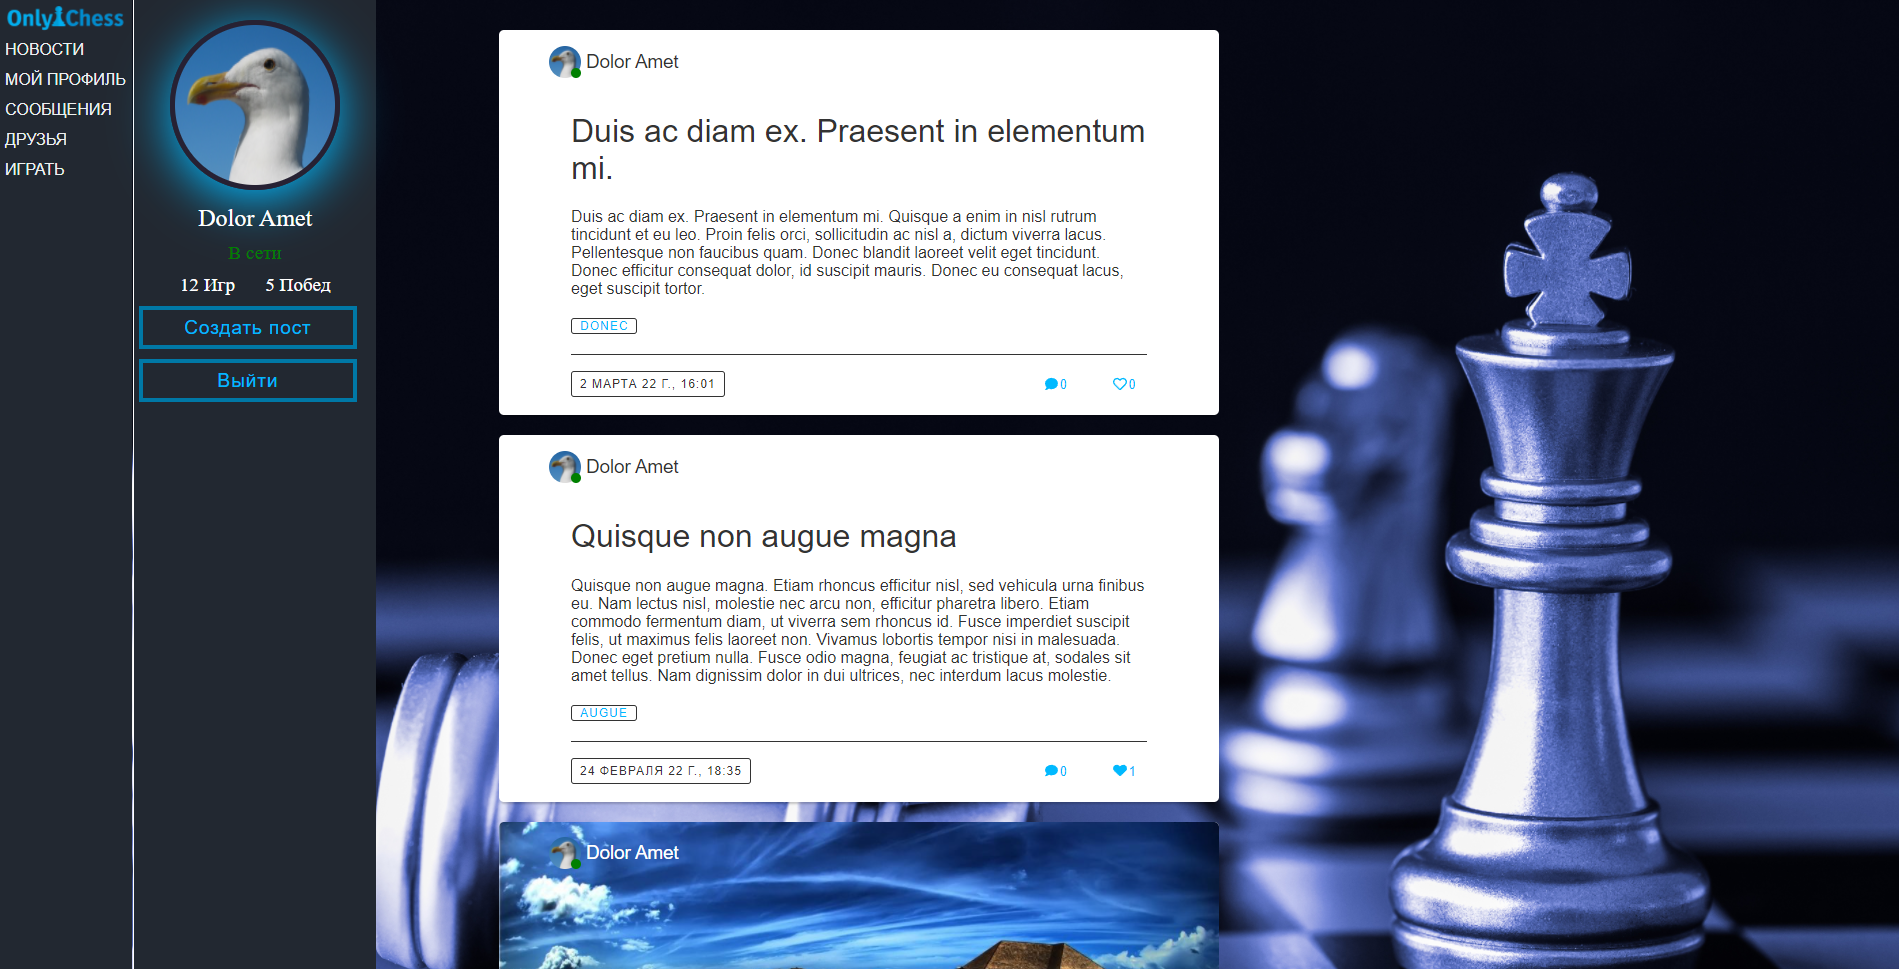 OnlyChess
НОВОСТИ
МОЙ ПРОФИЛЬ
СООБЩЕНИЯ
ДРУЗЬЯ
ИГРАТЬ
Dolor Amet
В сети
12 Игр 5 Побед
Создать пост
Выйти
Dolor Amet
Duis ac diam ex. Praesent in elementum
mi.
Duis ac diam ex. Praesent in elementum mi. Quisque a enim in nisl rutrum
tincidunt et eu leo. Proin felis orci, sollicitudin ac nisl a, dictum viverra lacus.
Pellentesque non faucibus quam. Donec blandit laoreet velit eget tincidunt.
Donec efficitur consequat dolor, id suscipit mauris. Donec eu consequat lacus,
eget suscipit tortor.
DONEC
2 МАРТА 22 Г., 16:01 0 0
Dolor Amet
Quisque non augue magna
Quisque non augue magna. Etiam rhoncus efficitur nisl, sed vehicula urna finibus
eu. Nam lectus nisl, molestie nec arcu non, efficitur pharetra libero. Etiam
commodo fermentum diam, ut viverra sem rhoncus id. Fusce imperdiet suscipit
felis, ut maximus felis laoreet non. Vivamus lobortis tempor nisi in malesuada.
Donec eget pretium nulla. Fusce odio magna, feugiat ac tristique at, sodales sit
amet tellus. Nam dignissim dolor in dui ultrices, nec interdum lacus molestie.
AUGUE
24 ФЕВРАЛЯ 22 Г., 18:35 0 1
Dolor Amet